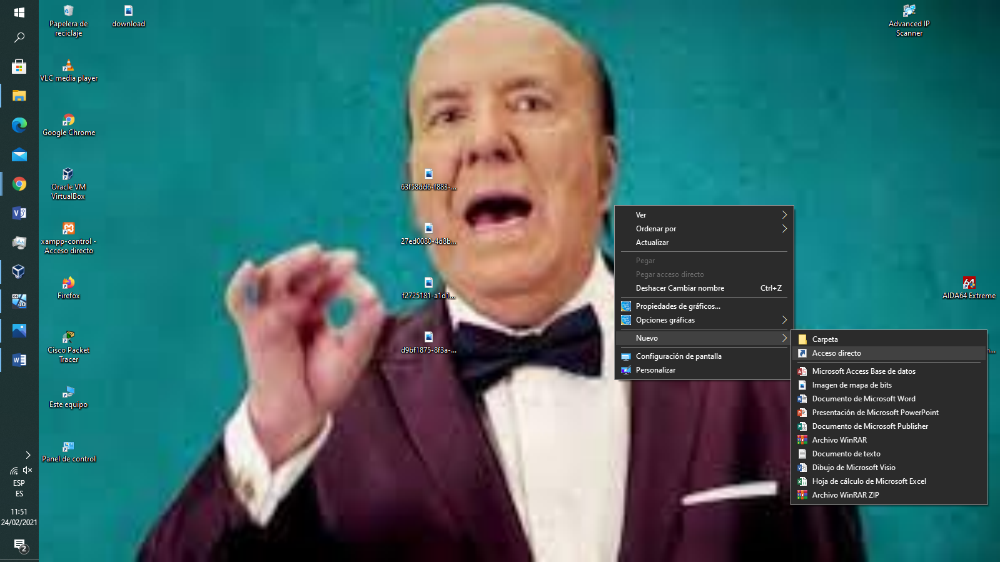 Papelera de
reciclaje
download
Advanced IP
Scanner
VLC media player
Google Chrome
Oracle VM
VirtualBox
xampp-control -
Acceso directo
Firefox
Cisco Packet
Tracer
Este equipo
Panel de control
63f58dd6-f883-...
27ed0080-4d8b...
f2725181-a1d1...
d9bf1875-8f3a-...
64
AIDA64 Extreme
Ver
Ordenar por
Actualizar
Pegar
Pegar acceso directo
Deshacer Cambiar nombre Ctrl+Z
Propiedades de gráficos...
Opciones gráficas
Nuevo
Configuración de pantalla
Personalizar
Carpeta
Acceso directo
Microsoft Access Base de datos
Imagen de mapa de bits
Documento de Microsoft Word
Presentación de Microsoft PowerPoint
Documento de Microsoft Publisher
Archivo WinRAR
Documento de texto
Dibujo de Microsoft Visio
Hoja de cálculo de Microsoft Excel
Archivo WinRAR ZIP
ESP
ES
11:51
24/02/2021
2